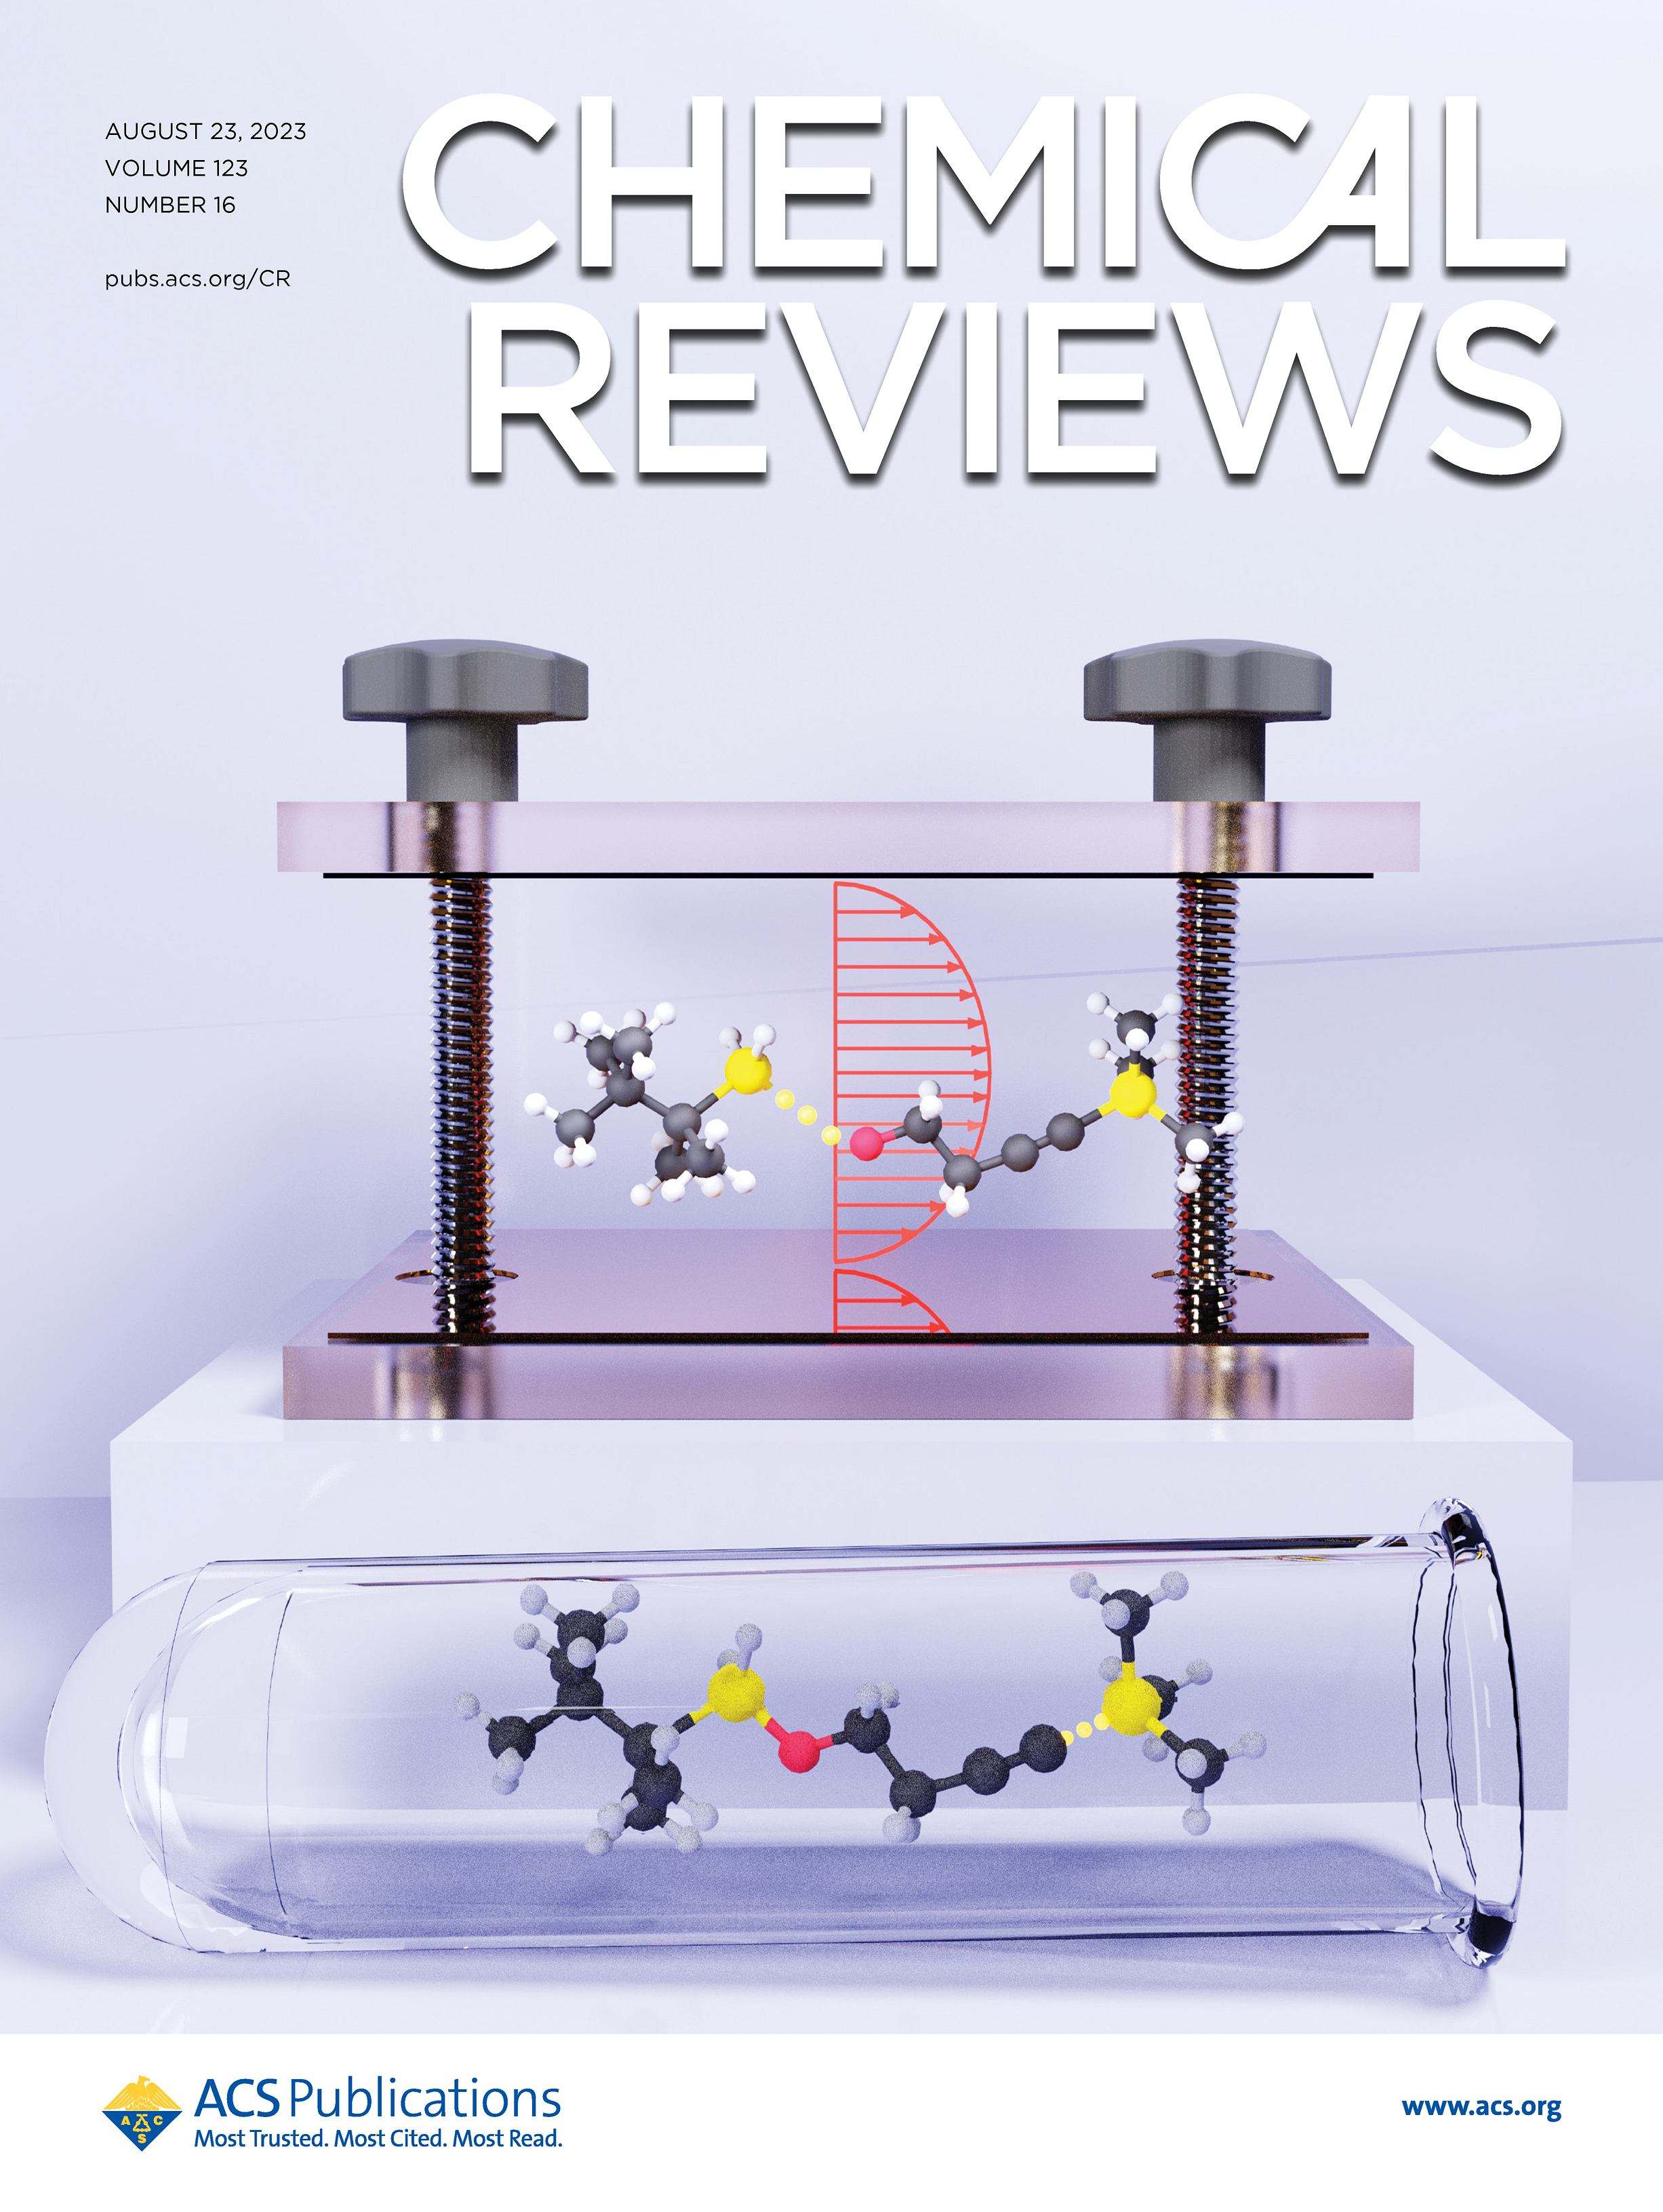 AUGUST 23, 2023
VOLUME 123
NUMBER 16
pubs.acs.org/CR
CHEMICAL
REVIEWS
ACS Publications
A C S
Most Trusted. Most Cited. Most Read.
www.acs.org